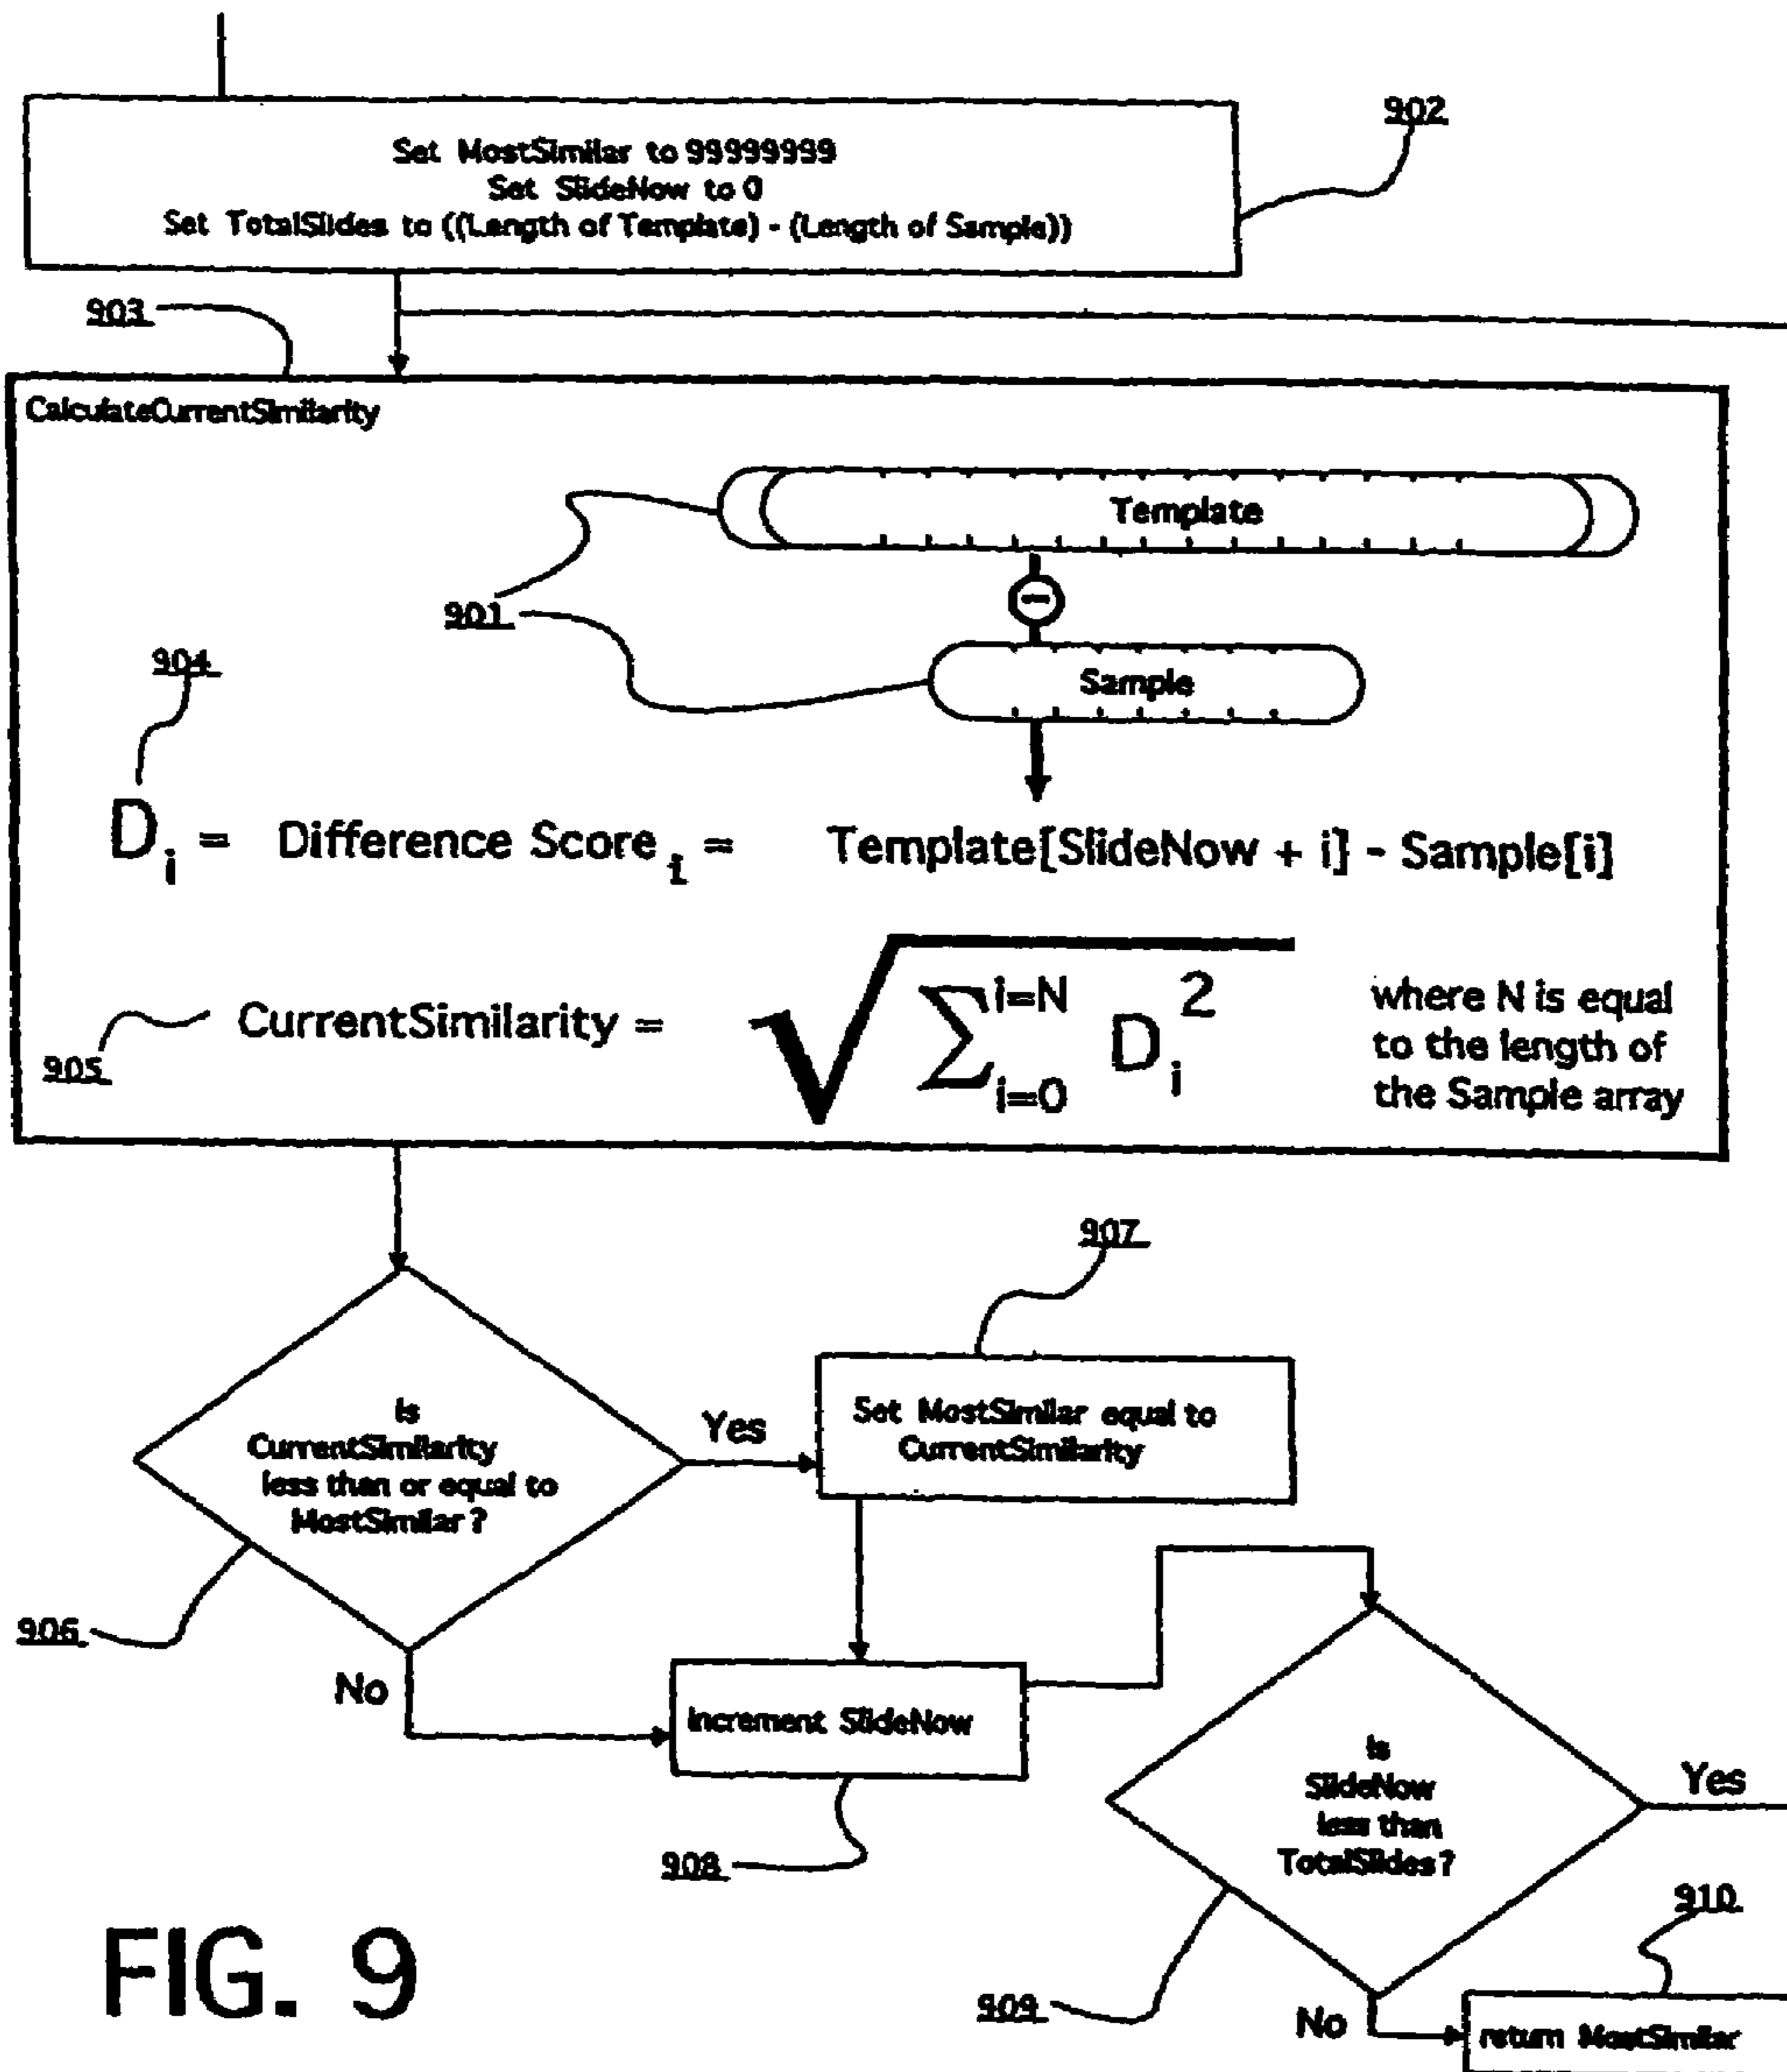 902
Set MostSimilar to 99999999
Set SlideNow to 0
Set TotalSlides to ((Length of Template) - (Length of Sample))
903
CalculateCurrentSimilarity
Template
901
904
Sample
D i = Difference Score i = Template[SlideNow + i] - Sample[i]
CurrentSimilarity = √ ∑ i=N i=0 D i 2
where N is equal
to the length of
the Sample array
905
907
Is
CurrentSimilarity
less than or equal to
MostSimilar?
Yes
Set MostSimilar equal to
CurrentSimilarity
906
No
Increment SlideNow
908
Is
SlideNow
less than
TotalSlides?
Yes
910
909
No
return MostSimilar
FIG. 9